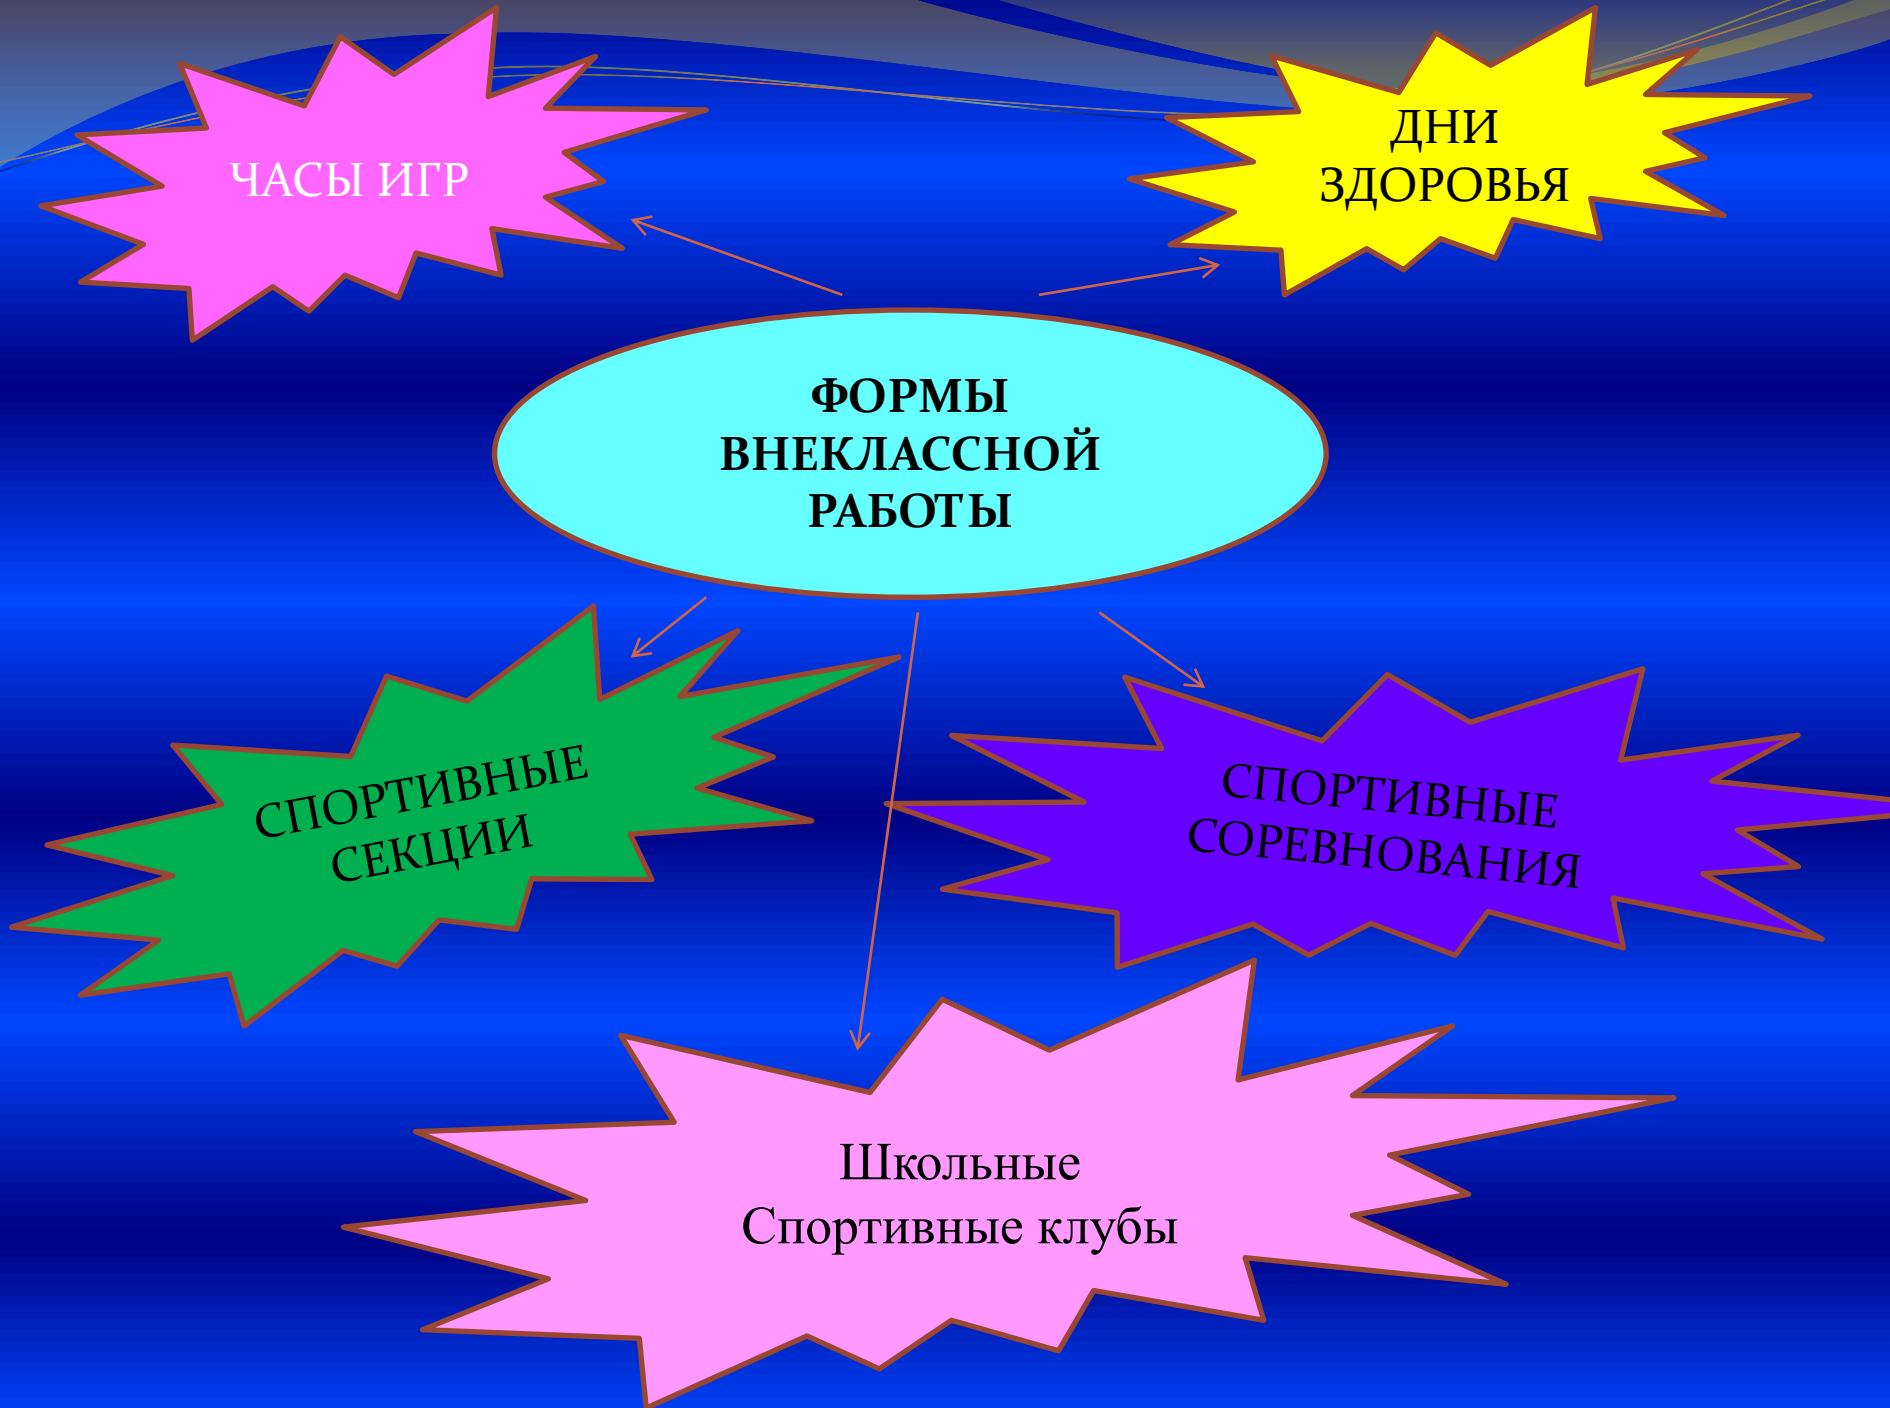 ЧАСЫ ИГР
ДНИ
ЗДОРОВЬЯ
ФОРМЫ
ВНЕКЛАССНОЙ
РАБОТЫ
СПОРТИВНЫЕ
СЕКЦИИ
СПОРТИВНЫЕ
СОРЕВНОВАНИЯ
Школьные
Спортивные клубы